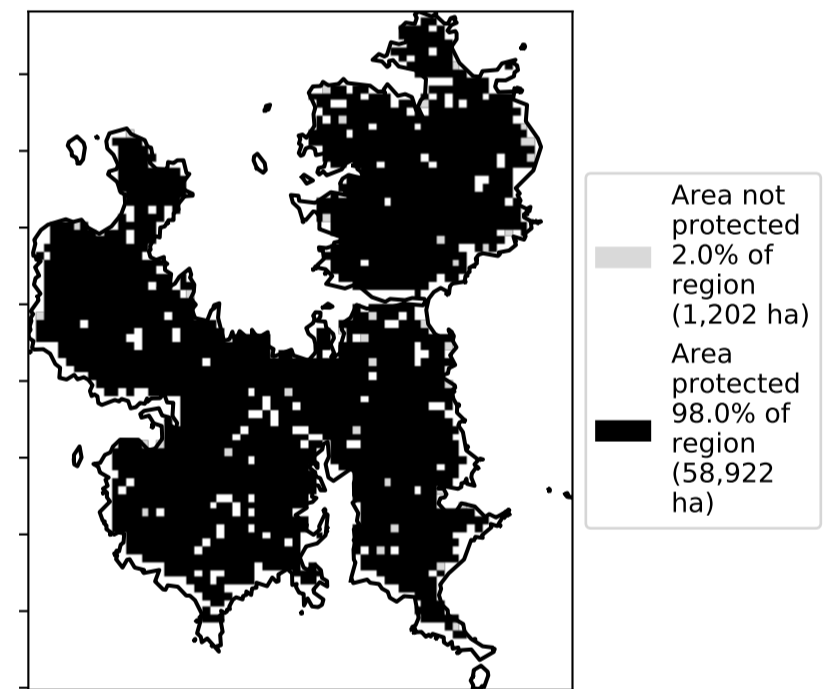 Area not
protected
2.0% of
region
(1,202 ha)
Area
protected
98.0% of
region
(58,922
ha)